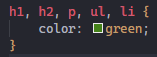 h1, h2, p, ul, li {
    color: green;
}